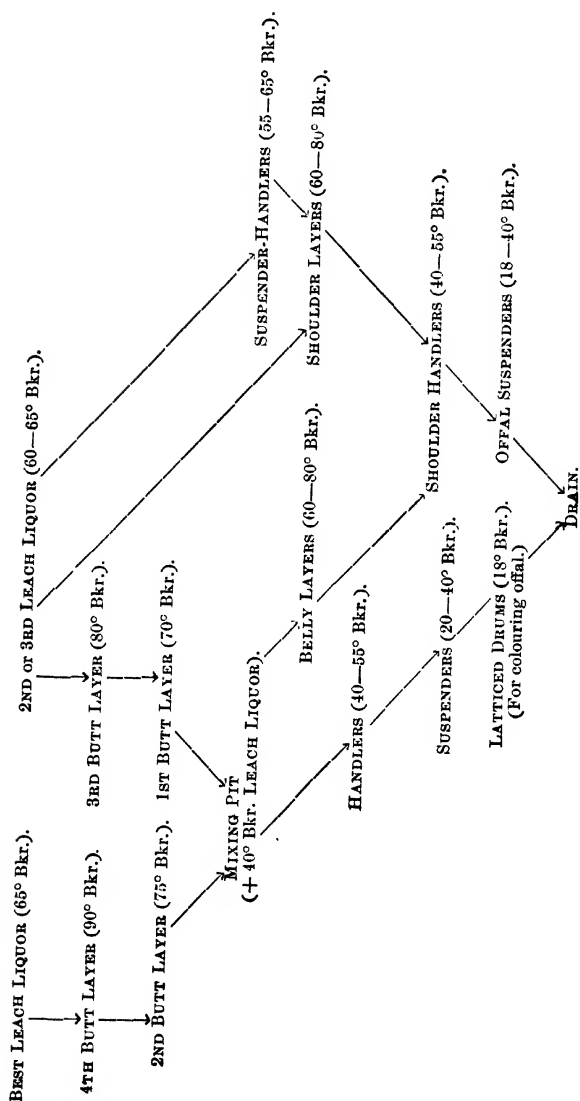 BEST LEACH LIQUOR (65° Bkr.).
2ND or 3RD LEACH LIQUOR (60—65° Bkr.).
4TH BUTT LAYER (90° Bkr.).
3RD BUTT LAYER (80° Bkr.).
2ND BUTT LAYER (75° Bkr.).
1ST BUTT LAYER (70° Bkr.).
MIXING PIT
(+ 40° Bkr. LEACH LIQUOR).
SUSPENDER-HANDLERS (55—65° Bkr.).
SHOULDER LAYERS (60—80° Bkr.).
BELLY LAYERS (60—80° Bkr.).
HANDLERS (40—55° Bkr.).
SHOULDER HANDLERS (40—55° Bkr.).
SUSPENDERS (20—40° Bkr.).
OFFAL SUSPENDERS (18—40° Bkr.).
LATTICED DRUMS (18° Bkr.).
(For colouring offal.)
DRAIN.